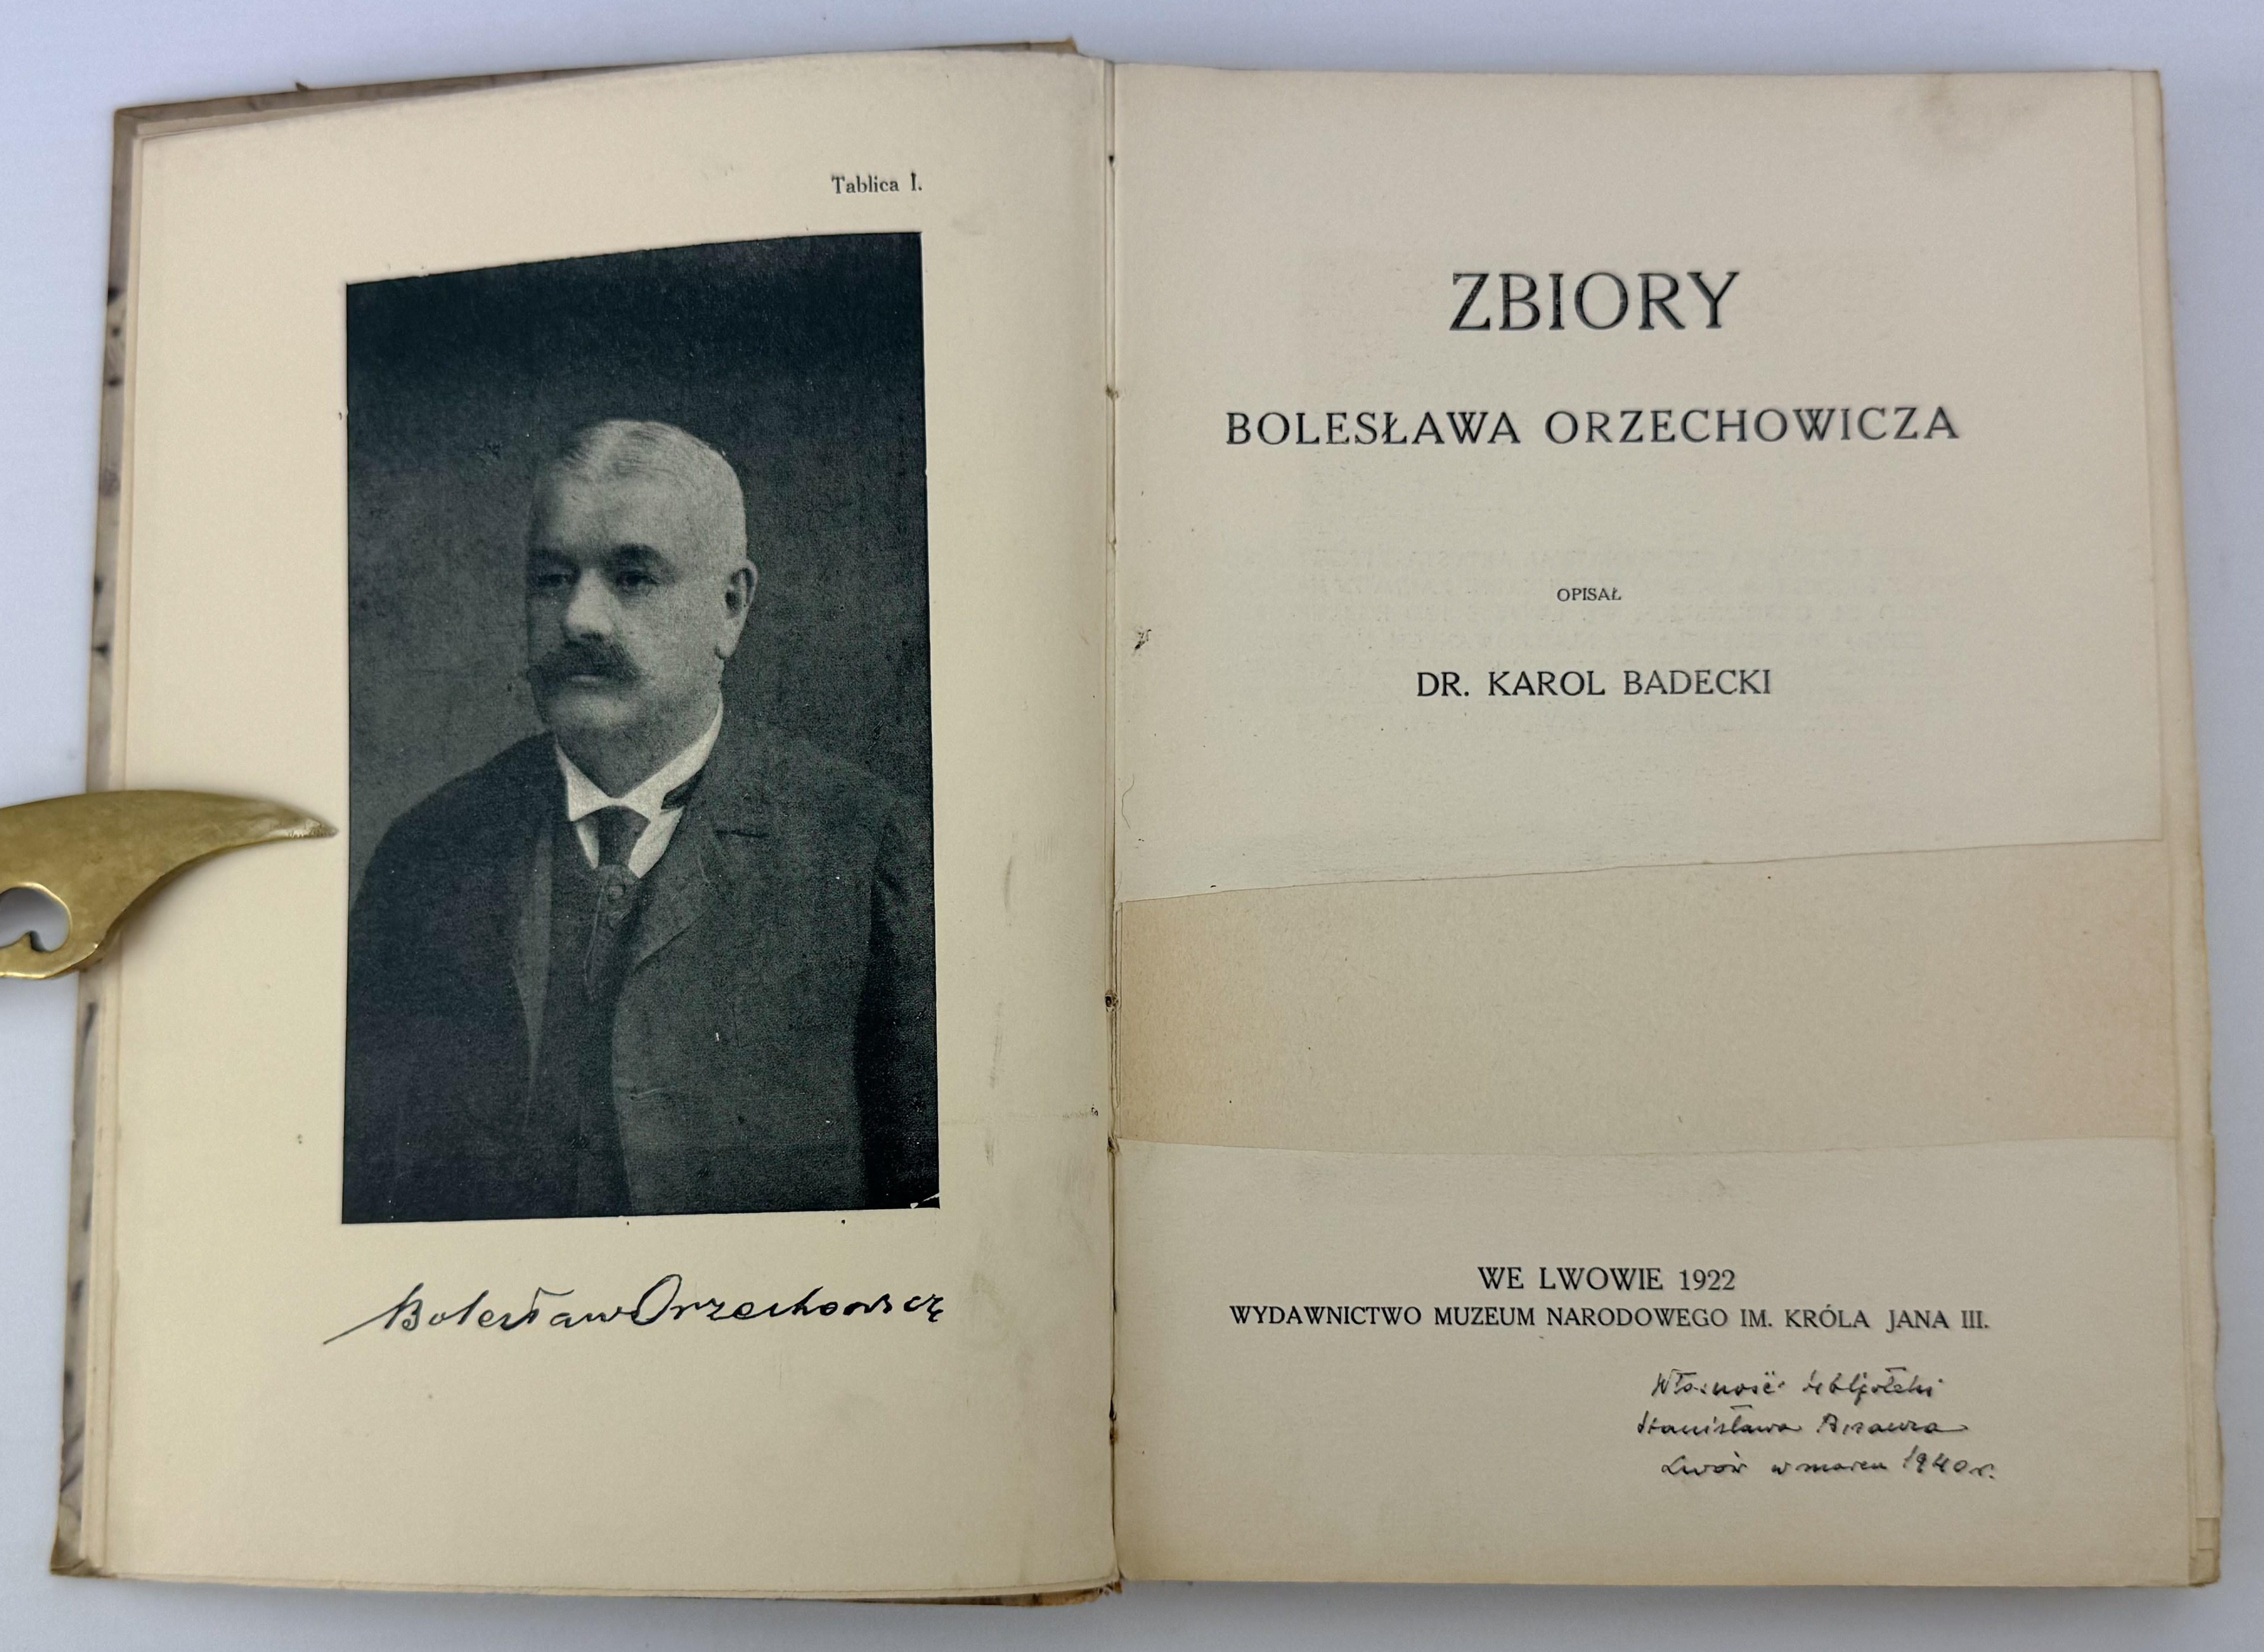 Tablica I.
Bolesław Orzechowicz
ZBIORY
BOLESŁAWA ORZECHOWICZA
OPISAŁ
DR. KAROL BADECKI
WE LWOWIE 1922
WYDAWNICTWO MUZEUM NARODOWEGO IM. KRÓLA JANA III.
Własność
Stanisława
Lwów w marcu 1940 r.